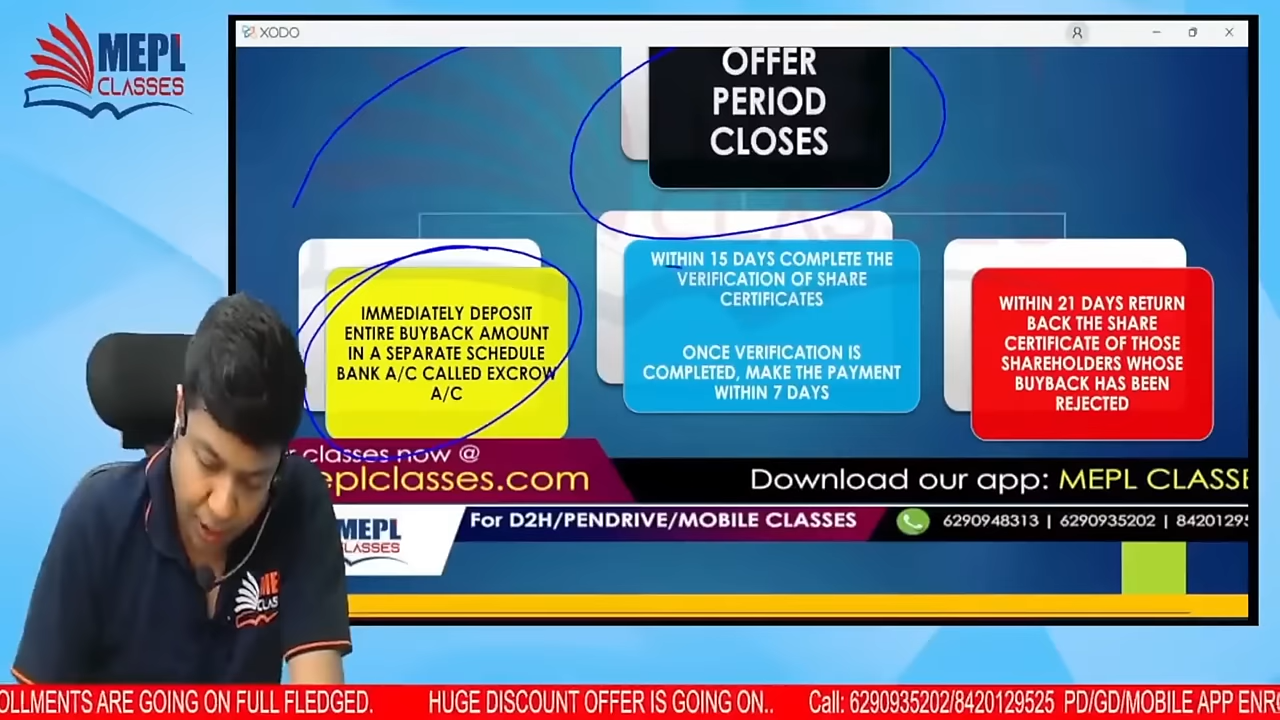 MEPL
CLASSES
XODO
OFFER
PERIOD
CLOSES
IMMEDIATELY DEPOSIT
ENTIRE BUYBACK AMOUNT
IN A SEPARATE SCHEDULE
BANK A/C CALLED EXCROW
A/C
WITHIN 15 DAYS COMPLETE THE
VERIFICATION OF SHARE
CERTIFICATES
ONCE VERIFICATION IS
COMPLETED, MAKE THE PAYMENT
WITHIN 7 DAYS
WITHIN 21 DAYS RETURN
BACK THE SHARE
CERTIFICATE OF THOSE
SHAREHOLDERS WHOSE
BUYBACK HAS BEEN
REJECTED
classes now @
eplclasses.com
Download our app: MEPL CLASSE
MEPL
CLASSES
For D2H/PENDRIVE/MOBILE CLASSES
6290948313 | 6290935202 | 84201295
ME
CLAS
OLLMENTS ARE GOING ON FULL FLEDGED. HUGE DISCOUNT OFFER IS GOING ON.. Call: 6290935202/8420129525 PD/GD/MOBILE APP ENR